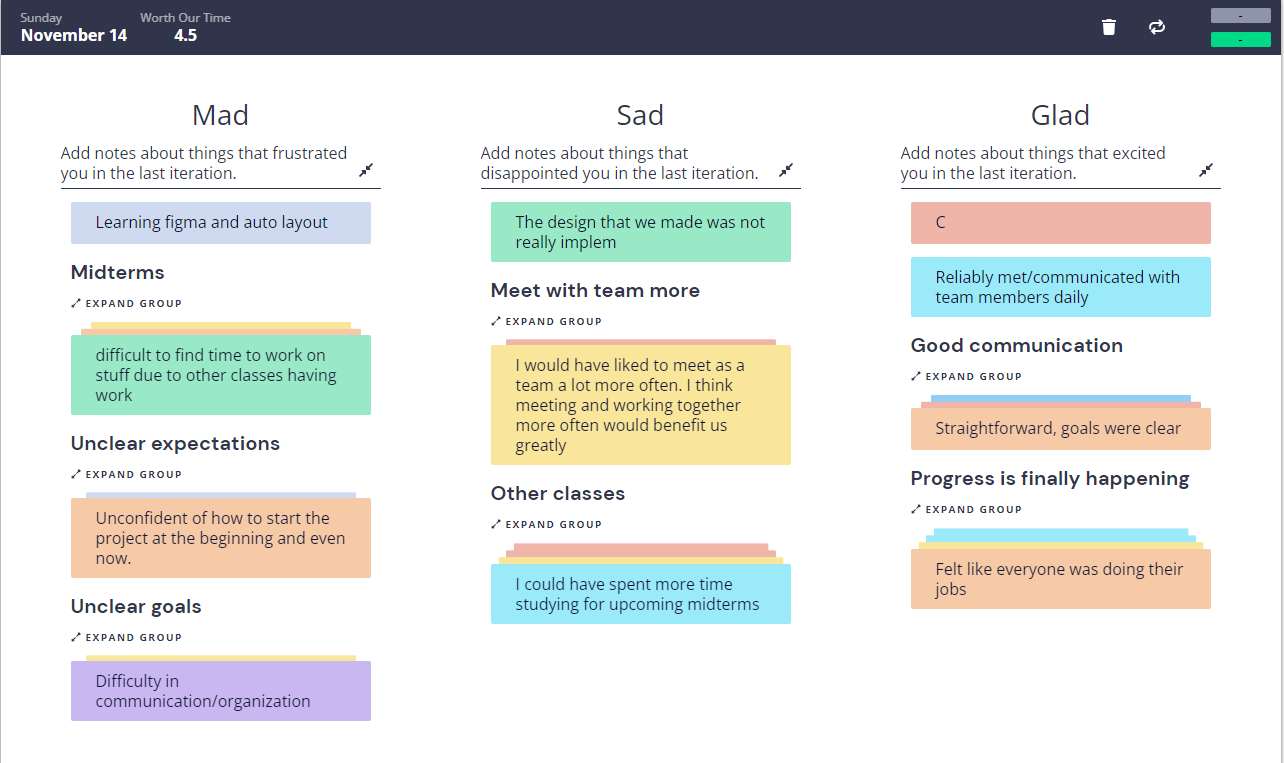 Sunday
November 14
Worth Our Time
4.5
-
-
Mad
Add notes about things that frustrated
you in the last iteration.
Learning figma and auto layout
Midterms
EXPAND GROUP
difficult to find time to work on
stuff due to other classes having
work
Unclear expectations
EXPAND GROUP
Unconfident of how to start the
project at the beginning and even
now.
Unclear goals
EXPAND GROUP
Difficulty in
communication/organization
Sad
Add notes about things that
disappointed you in the last iteration.
The design that we made was not
really implem
Meet with team more
EXPAND GROUP
I would have liked to meet as a
team a lot more often. I think
meeting and working together
more often would benefit us
greatly
Other classes
EXPAND GROUP
I could have spent more time
studying for upcoming midterms
Glad
Add notes about things that excited
you in the last iteration.
C
Reliably met/communicated with
team members daily
Good communication
EXPAND GROUP
Straightforward, goals were clear
Progress is finally happening
EXPAND GROUP
Felt like everyone was doing their
jobs